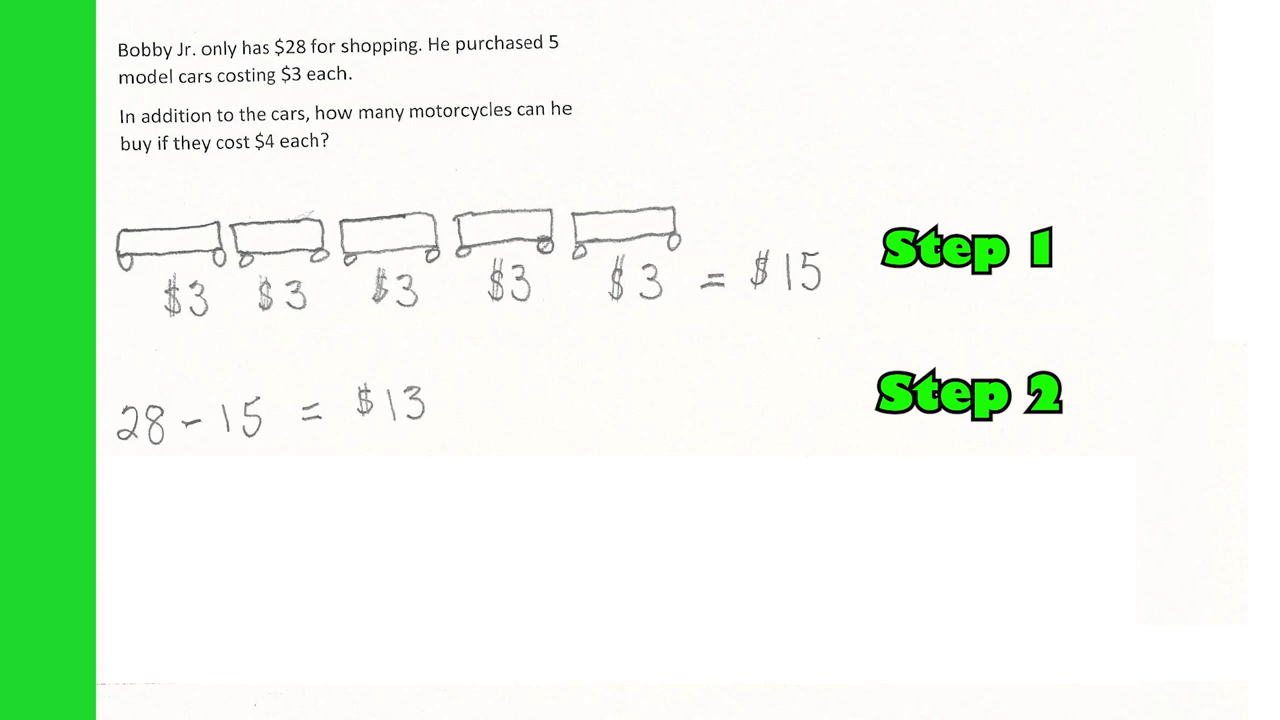 Bobby Jr. only has $28 for shopping. He purchased 5
model cars costing $3 each.
In addition to the cars, how many motorcycles can he
buy if they cost $4 each?
Step 1
$3 $3 $3 $3 $3 = $15
Step 2
28 - 15 = $13